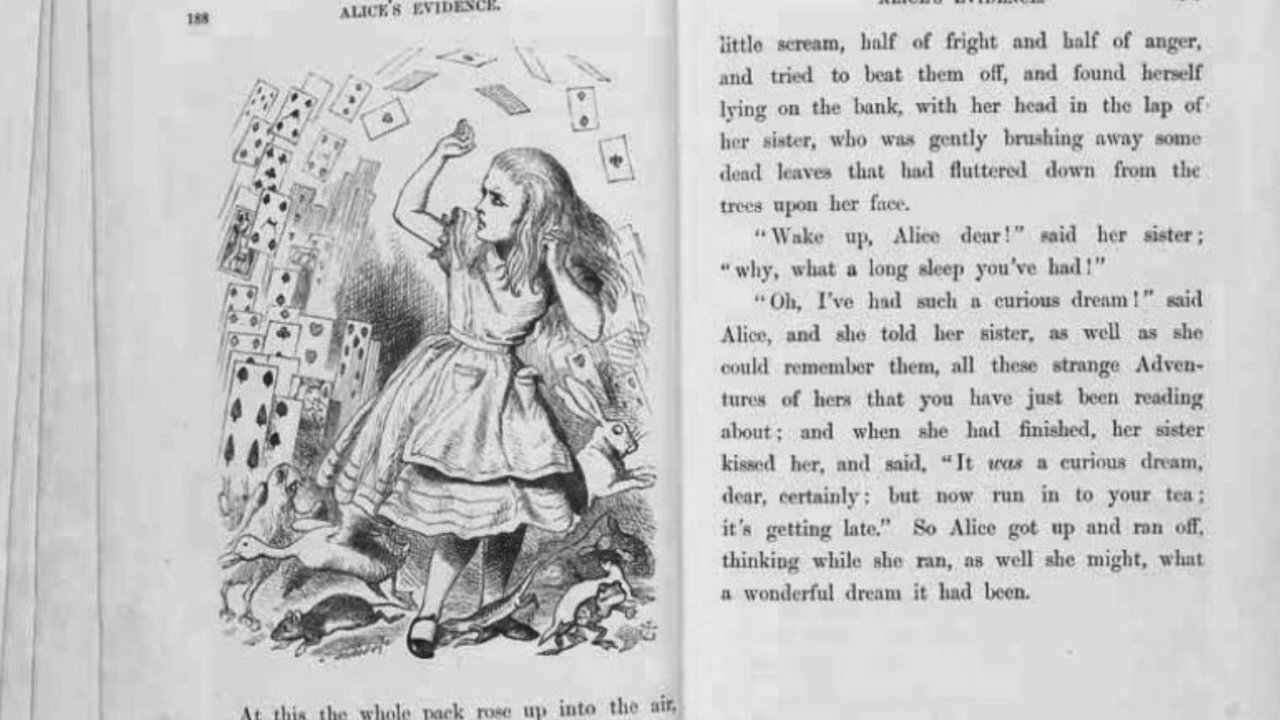 188
ALICE'S EVIDENCE.
At this the whole pack rose up into the air,
little scream, half of fright and half of anger,
and tried to beat them off, and found herself
lying on the bank, with her head in the lap of
her sister, who was gently brushing away some
dead leaves that had fluttered down from the
trees upon her face.
"Wake up, Alice dear!" said her sister;
"why, what a long sleep you've had!"
"Oh, I've had such a curious dream!" said
Alice, and she told her sister, as well as she
could remember them, all these strange Adven-
tures of hers that you have just been reading
about; and when she had finished, her sister
kissed her, and said, "It was a curious dream,
dear, certainly: but now run in to your tea;
it's getting late." So Alice got up and ran off,
thinking while she ran, as well she might, what
a wonderful dream it had been.